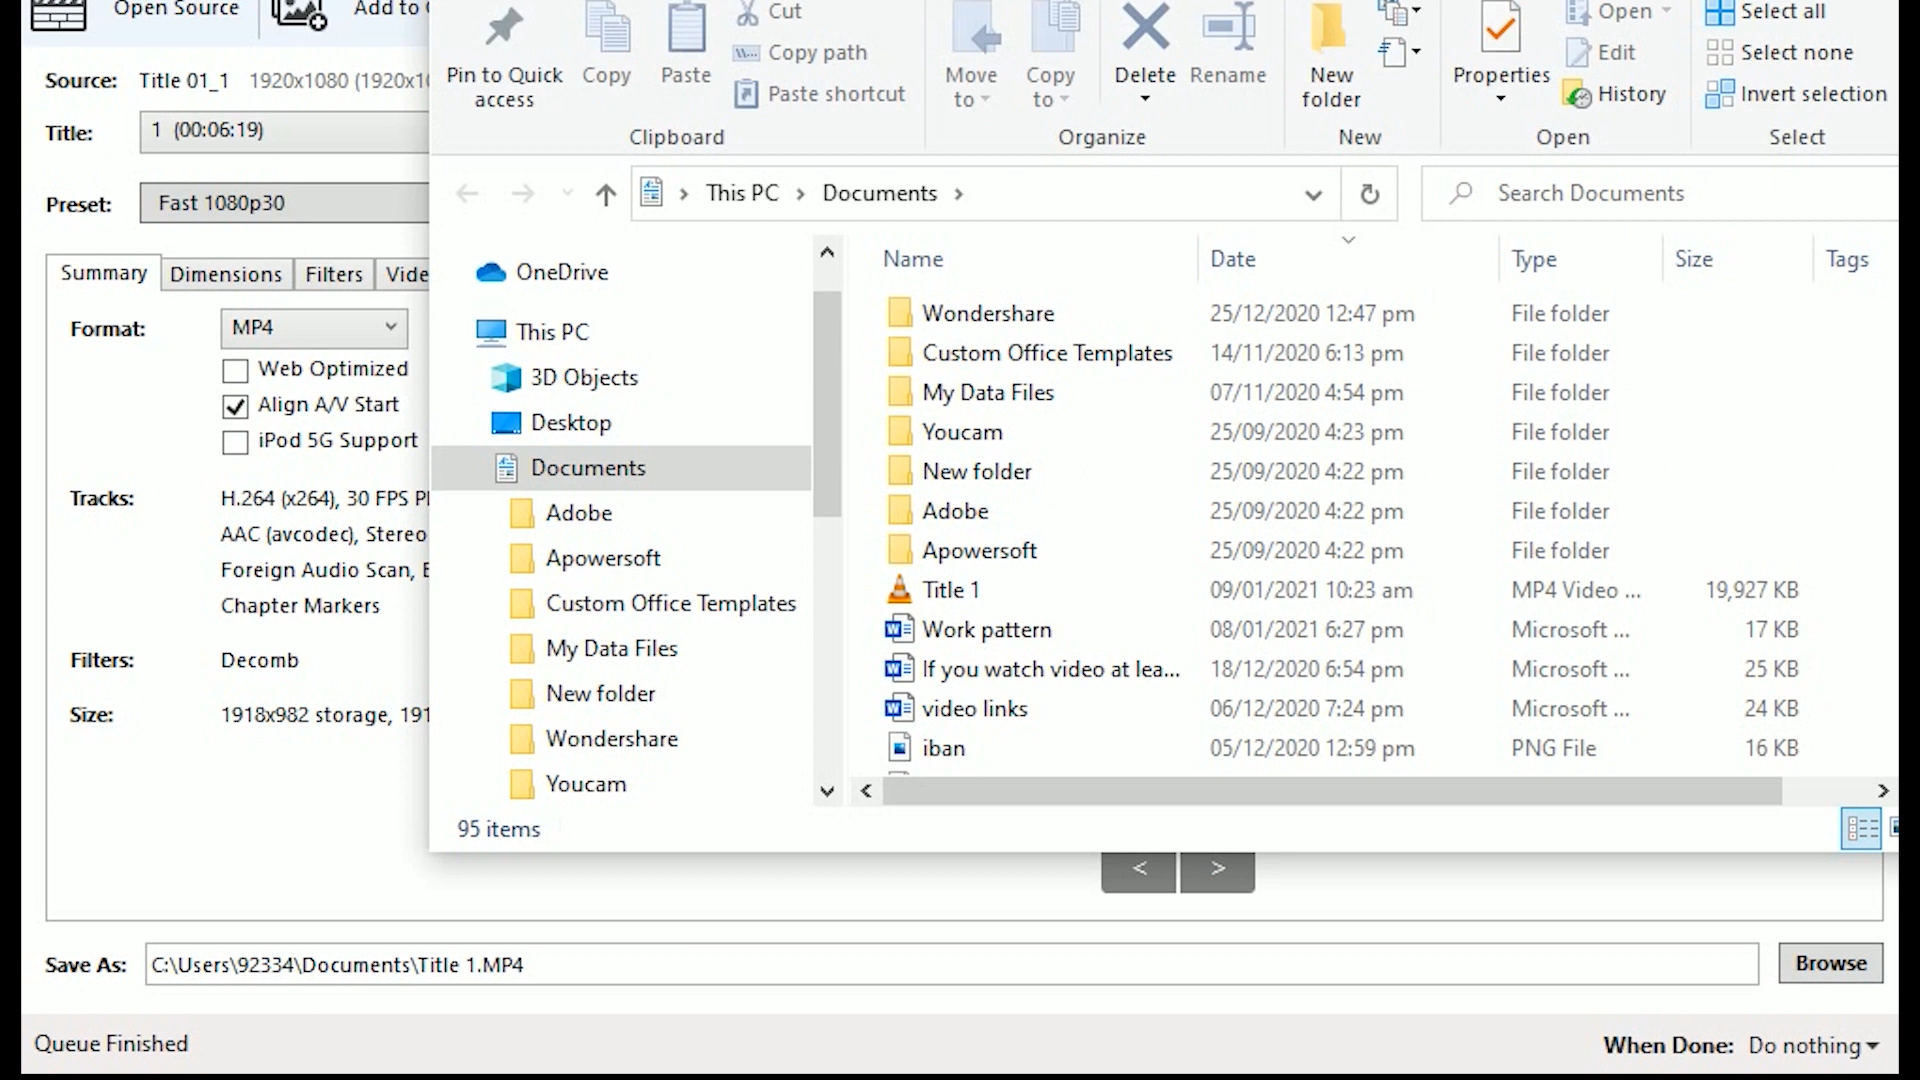 Open Source
Add to
Source: Title 01_1 1920x1080 (1920x10
Title: 1 (00:06:19)
Preset: Fast 1080p30
Summary Dimensions Filters Vide
Format: MP4
Web Optimized
Align A/V Start
iPod 5G Support
Tracks: H.264 (x264), 30 FPS P
AAC (avcodec), Stereo
Foreign Audio Scan,
Chapter Markers
Filters: Decomb
Size: 1918x982 storage, 191
Pin to Quick access
Copy
Paste
Cut
Copy path
Paste shortcut
Clipboard
Move to
Copy to
Delete
Rename
Organize
New folder
New
Properties
Open
Edit
History
Open
Select all
Select none
Invert selection
Select
This PC > Documents >
Search Documents
OneDrive
This PC
3D Objects
Desktop
Documents
Adobe
Apowersoft
Custom Office Templates
My Data Files
New folder
Wondershare
Youcam
Name Date Type Size Tags
Wondershare 25/12/2020 12:47 pm File folder
Custom Office Templates 14/11/2020 6:13 pm File folder
My Data Files 07/11/2020 4:54 pm File folder
Youcam 25/09/2020 4:23 pm File folder
New folder 25/09/2020 4:22 pm File folder
Adobe 25/09/2020 4:22 pm File folder
Apowersoft 25/09/2020 4:22 pm File folder
Title 1 09/01/2021 10:23 am MP4 Video ... 19,927 KB
Work pattern 08/01/2021 6:27 pm Microsoft ... 17 KB
If you watch video at lea... 18/12/2020 6:54 pm Microsoft ... 25 KB
video links 06/12/2020 7:24 pm Microsoft ... 24 KB
iban 05/12/2020 12:59 pm PNG File 16 KB
95 items
< >
Save As: C:\Users\92334\Documents\Title 1.MP4 Browse
Queue Finished
When Done: Do nothing